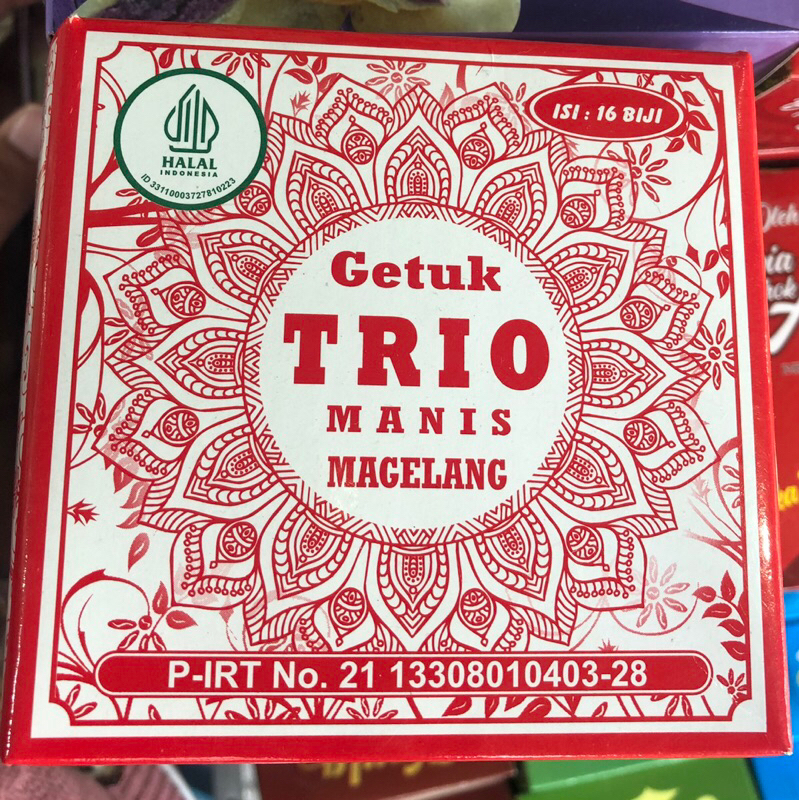 HALAL
INDONESIA
ID 33110003727810223
ISI : 16 BIJI
Getuk
TRIO
MANIS
MAGELANG
P-IRT No. 21 13308010403-28